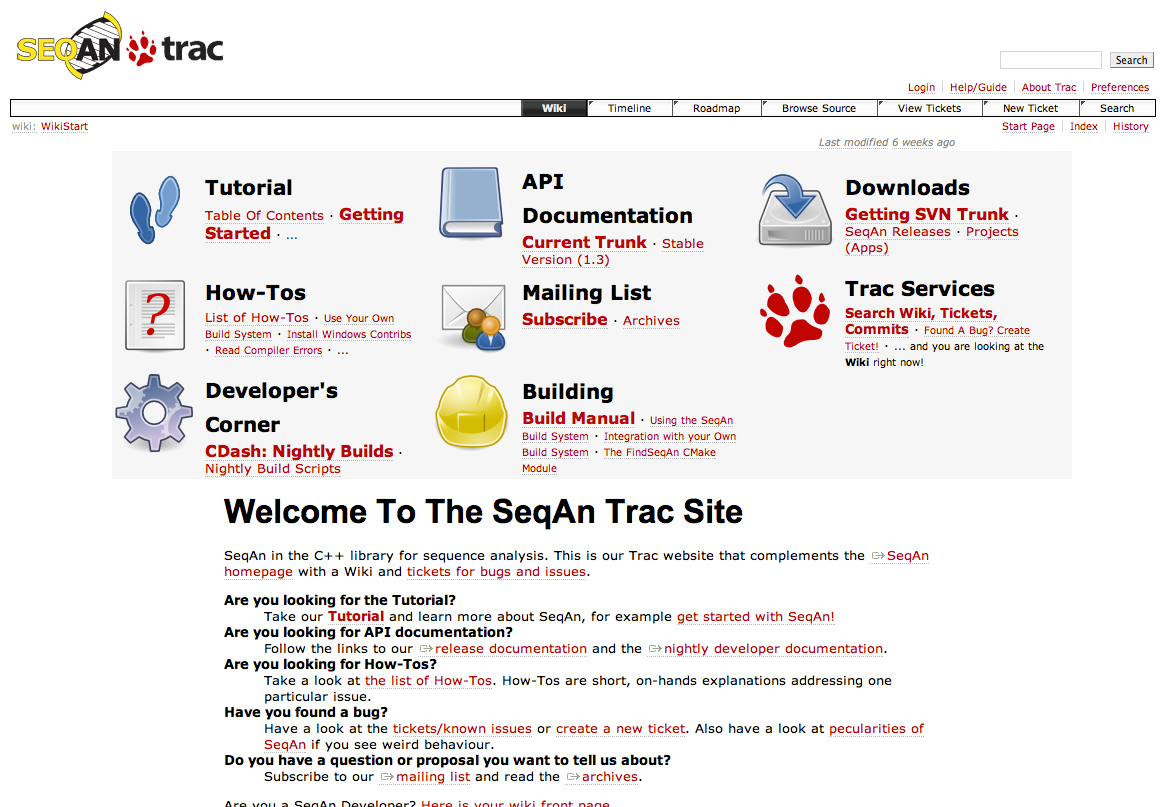 SEQAN trac
Search
Login Help/Guide About Trac Preferences
Wiki Timeline Roadmap Browse Source View Tickets New Ticket Search
wiki: WikiStart
Start Page Index History
Last modified 6 weeks ago
Tutorial
Table Of Contents · Getting
Started · ...
API
Documentation
Current Trunk · Stable
Version (1.3)
Downloads
Getting SVN Trunk ·
SeqAn Releases · Projects
(Apps)
?
How-Tos
List of How-Tos · Use Your Own
Build System · Install Windows Contribs
· Read Compiler Errors · ...
Mailing List
Subscribe · Archives
Trac Services
Search Wiki, Tickets,
Commits · Found A Bug? Create
Ticket! · ... and you are looking at the
Wiki right now!
Developer's
Corner
CDash: Nightly Builds ·
Nightly Build Scripts
Building
Build Manual · Using the SeqAn
Build System · Integration with your Own
Build System · The FindSeqAn CMake
Module
Welcome To The SeqAn Trac Site
SeqAn in the C++ library for sequence analysis. This is our Trac website that complements the SeqAn
homepage with a Wiki and tickets for bugs and issues.
Are you looking for the Tutorial?
Take our Tutorial and learn more about SeqAn, for example get started with SeqAn!
Are you looking for API documentation?
Follow the links to our release documentation and the nightly developer documentation.
Are you looking for How-Tos?
Take a look at the list of How-Tos. How-Tos are short, on-hands explanations addressing one
particular issue.
Have you found a bug?
Have a look at the tickets/known issues or create a new ticket. Also have a look at pecularities of
SeqAn if you see weird behaviour.
Do you have a question or proposal you want to tell us about?
Subscribe to our mailing list and read the archives.
Are you a SeqAn Developer? Here is your wiki front page